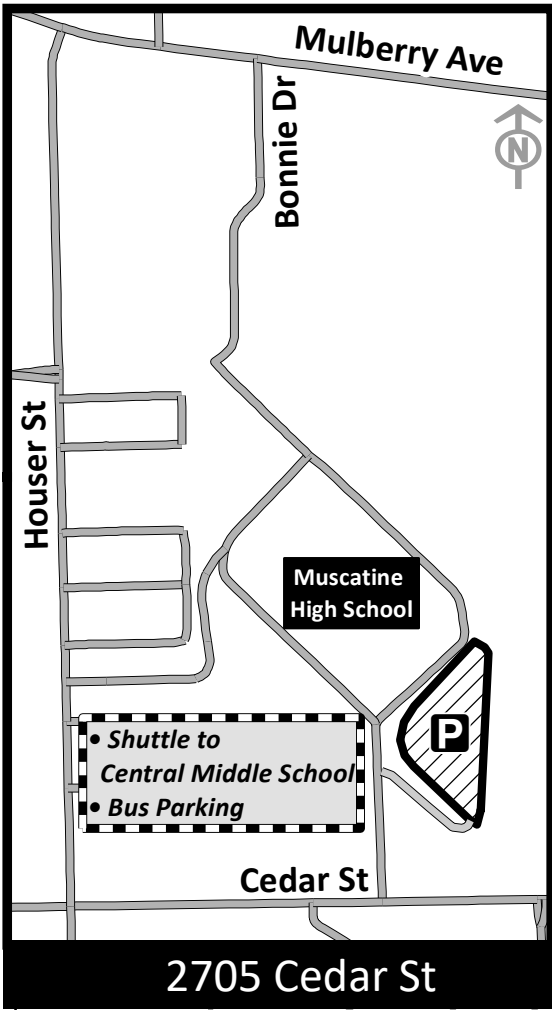 Mulberry Ave
N
Bonnie Dr
Houser St
Muscatine
High School
P
• Shuttle to
Central Middle School
• Bus Parking
Cedar St
2705 Cedar St